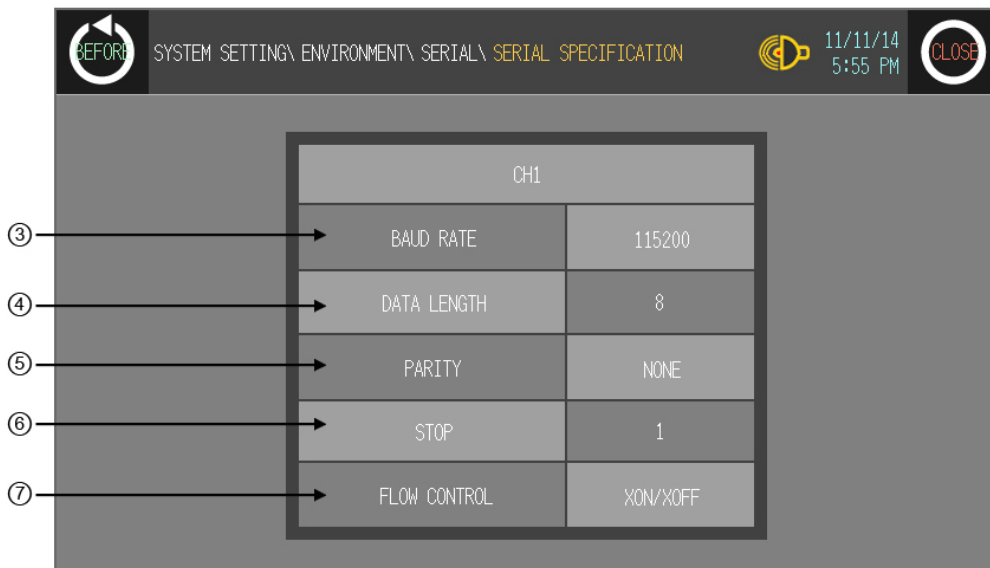 BEFORE
SYSTEM SETTING\ ENVIRONMENT\ SERIAL\ SERIAL SPECIFICATION
11/11/14
5:55 PM
CLOSE
CH1
③ BAUD RATE 115200
④ DATA LENGTH 8
⑤ PARITY NONE
⑥ STOP 1
⑦ FLOW CONTROL XON/XOFF